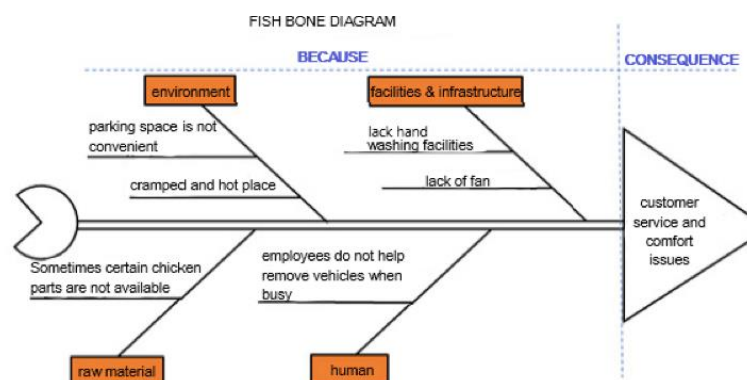 FISH BONE DIAGRAM
BECAUSE
CONSEQUENCE
environment
facilities & infrastructure
parking space is not
convenient
lack hand
washing facilities
cramped and hot place
lack of fan
customer
service and
comfort
issues
Sometimes certain chicken
parts are not available
employees do not help
remove vehicles when
busy
raw material
human